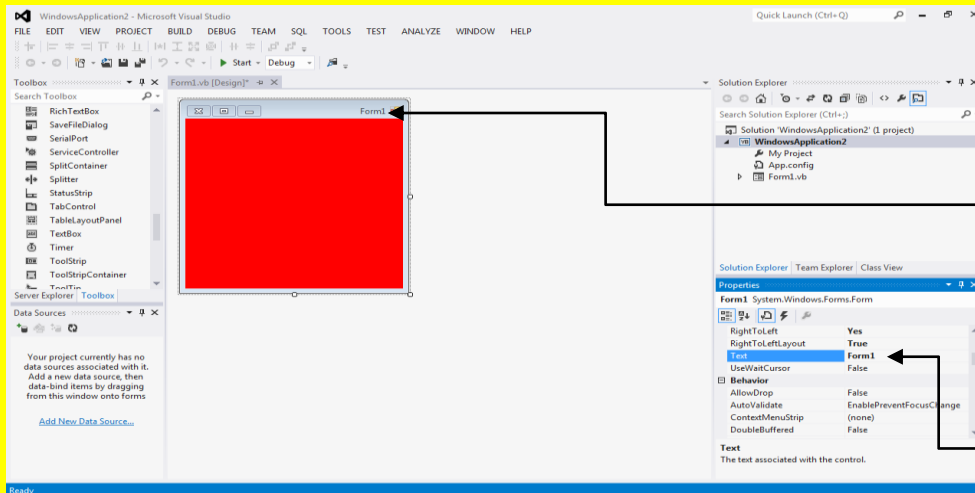 WindowsApplication2 - Microsoft Visual Studio
Quick Launch (Ctrl+Q)
FILE EDIT VIEW PROJECT BUILD DEBUG TEAM SQL TOOLS TEST ANALYZE WINDOW HELP
Start - Debug
Toolbox
Search Toolbox
RichTextBox
SaveFileDialog
SerialPort
ServiceController
SplitContainer
Splitter
StatusStrip
TabControl
TableLayoutPanel
TextBox
Timer
ToolStrip
ToolStripContainer
ToolTip
Server Explorer Toolbox
Data Sources
Your project currently has no
data sources associated with it.
Add a new data source, then
data-bind items by dragging
from this window onto forms
Add New Data Source...
Form1.vb [Design]*
Form1
Solution Explorer
Search Solution Explorer (Ctrl+;)
Solution 'WindowsApplication2' (1 project)
WindowsApplication2
My Project
App.config
Form1.vb
Solution Explorer Team Explorer Class View
Properties
Form1 System.Windows.Forms.Form
RightToLeft Yes
RightToLeftLayout True
Text Form1
UseWaitCursor False
Behavior
AllowDrop False
AutoValidate EnablePreventFocusChange
ContextMenuStrip (none)
DoubleBuffered False
Text
The text associated with the control.
Ready